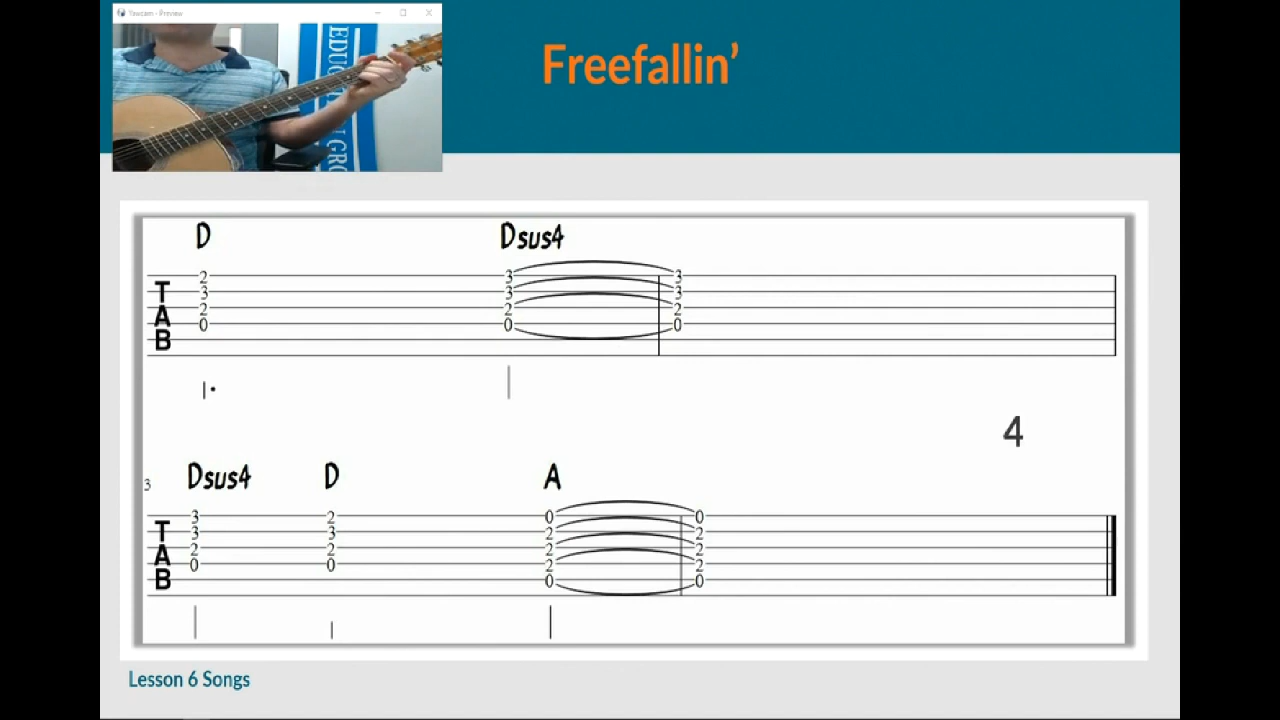 Yawcam - Preview
Freefallin’
D Dsus4
T
A
B
2 3 3
3 3 3
2 2 2
0 0 0
4
3
Dsus4 D A
T
A
B
3 2 0 0
3 3 2 2
2 2 2 2
0 0 2 2
0 0
Lesson 6 Songs